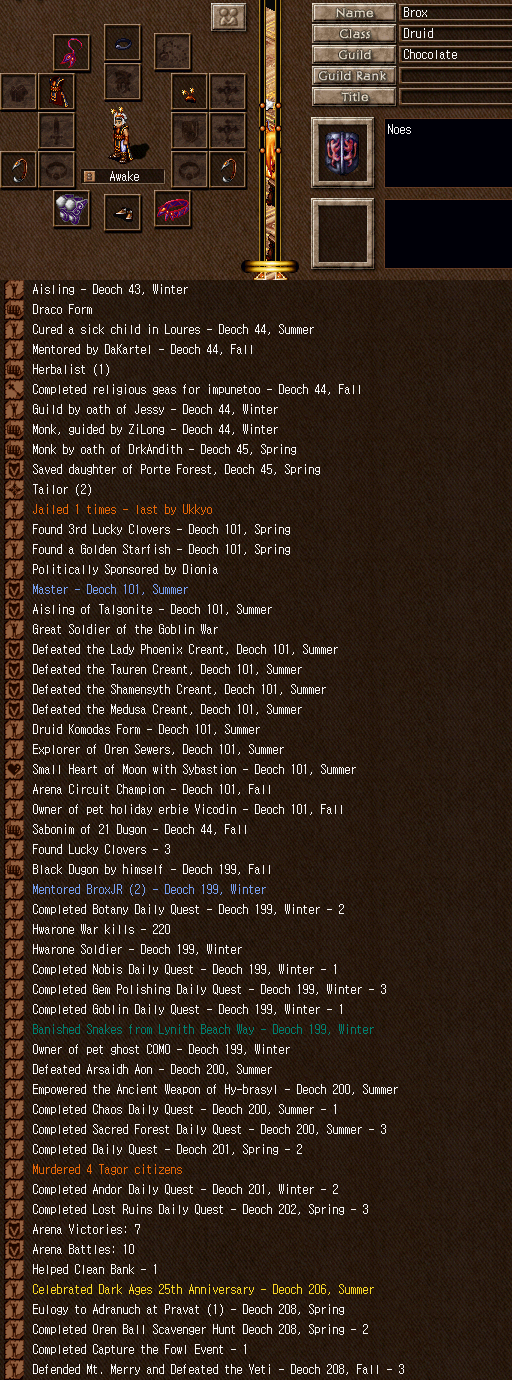 Name Brox
Class Druid
Guild Chocolate
Guild Rank
Title
Noes
Awake
Aisling - Deoch 43, Winter
Draco Form
Cured a sick child in Loures - Deoch 44, Summer
Mentored by DaKartel - Deoch 44, Fall
Herbalist (1)
Completed religious geas for impunetoo - Deoch 44, Fall
Guild by oath of Jessy - Deoch 44, Winter
Monk, guided by ZiLong - Deoch 44, Winter
Monk by oath of DrkAndith - Deoch 45, Spring
Saved daughter of Porte Forest, Deoch 45, Spring
Tailor (2)
Jailed 1 times - last by Ukkyo
Found 3rd Lucky Clovers - Deoch 101, Spring
Found a Golden Starfish - Deoch 101, Spring
Politically Sponsored by Dionia
Master - Deoch 101, Summer
Aisling of Talgonite - Deoch 101, Summer
Great Soldier of the Goblin War
Defeated the Lady Phoenix Creant, Deoch 101, Summer
Defeated the Tauren Creant, Deoch 101, Summer
Defeated the Shamensyth Creant, Deoch 101, Summer
Defeated the Medusa Creant, Deoch 101, Summer
Druid Komodas Form - Deoch 101, Summer
Explorer of Oren Sewers, Deoch 101, Summer
Small Heart of Moon with Sybastion - Deoch 101, Summer
Arena Circuit Champion - Deoch 101, Fall
Owner of pet holiday erbie Vicodin - Deoch 101, Fall
Sabonim of 21 Dugon - Deoch 44, Fall
Found Lucky Clovers - 3
Black Dugon by himself - Deoch 199, Fall
Mentored BroxJR (2) - Deoch 199, Winter
Completed Botany Daily Quest - Deoch 199, Winter - 2
Hwarone War kills - 220
Hwarone Soldier - Deoch 199, Winter
Completed Nobis Daily Quest - Deoch 199, Winter - 1
Completed Gem Polishing Daily Quest - Deoch 199, Winter - 3
Completed Goblin Daily Quest - Deoch 199, Winter - 1
Banished Snakes from Lynith Beach Way - Deoch 199, Winter
Owner of pet ghost COMO - Deoch 199, Winter
Defeated Arsaidh Aon - Deoch 200, Summer
Empowered the Ancient Weapon of Hy-brasyl - Deoch 200, Summer
Completed Chaos Daily Quest - Deoch 200, Summer - 1
Completed Sacred Forest Daily Quest - Deoch 200, Summer - 3
Completed Daily Quest - Deoch 201, Spring - 2
Murdered 4 Tagor citizens
Completed Andor Daily Quest - Deoch 201, Winter - 2
Completed Lost Ruins Daily Quest - Deoch 202, Spring - 3
Arena Victories: 7
Arena Battles: 10
Helped Clean Bank - 1
Celebrated Dark Ages 25th Anniversary - Deoch 206, Summer
Eulogy to Adranuch at Pravat (1) - Deoch 208, Spring
Completed Oren Ball Scavenger Hunt Deoch 208, Spring - 2
Completed Capture the Fowl Event - 1
Defended Mt. Merry and Defeated the Yeti - Deoch 208, Fall - 3